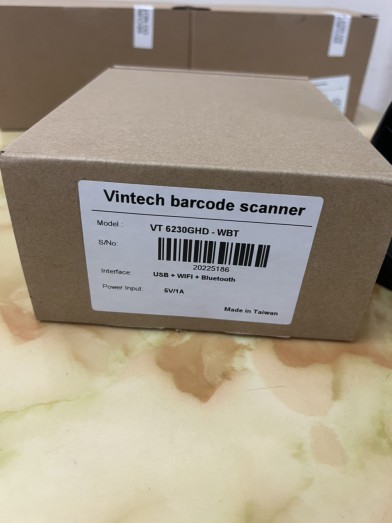 Vintech barcode scanner
Model : VT 6230GHD - WBT
S/No:
20225186
Interface: USB + WIFI + Bluetooth
Power Input: 5V/1A
Made in Taiwan